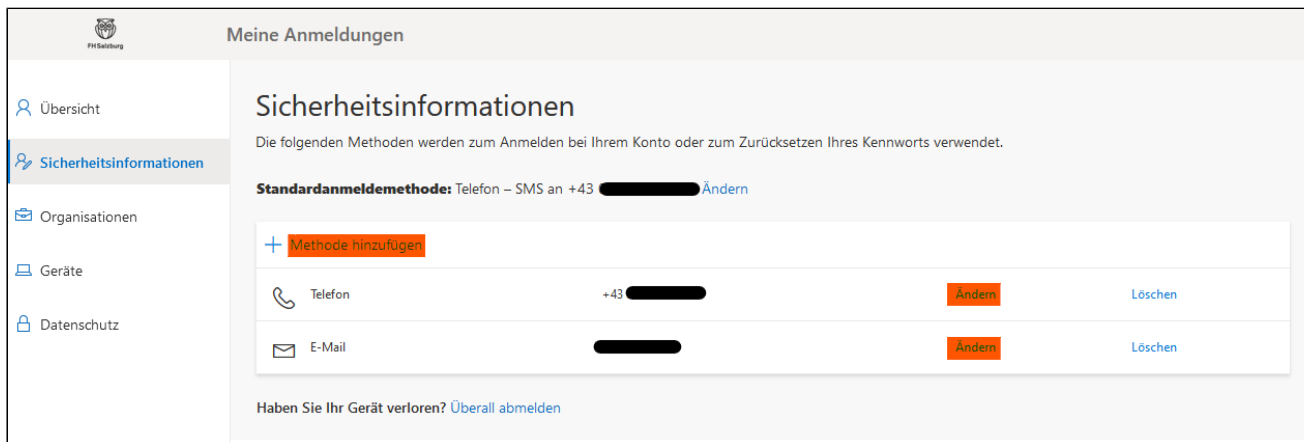 FH Salzburg
Meine Anmeldungen
Übersicht
Sicherheitsinformationen
Organisationen
Geräte
Datenschutz
Sicherheitsinformationen
Die folgenden Methoden werden zum Anmelden bei Ihrem Konto oder zum Zurücksetzen Ihres Kennworts verwendet.
Standardanmeldemethode: Telefon – SMS an +43 Ändern
Methode hinzufügen
Telefon +43 Ändern Löschen
E-Mail Ändern Löschen
Haben Sie Ihr Gerät verloren? Überall abmelden